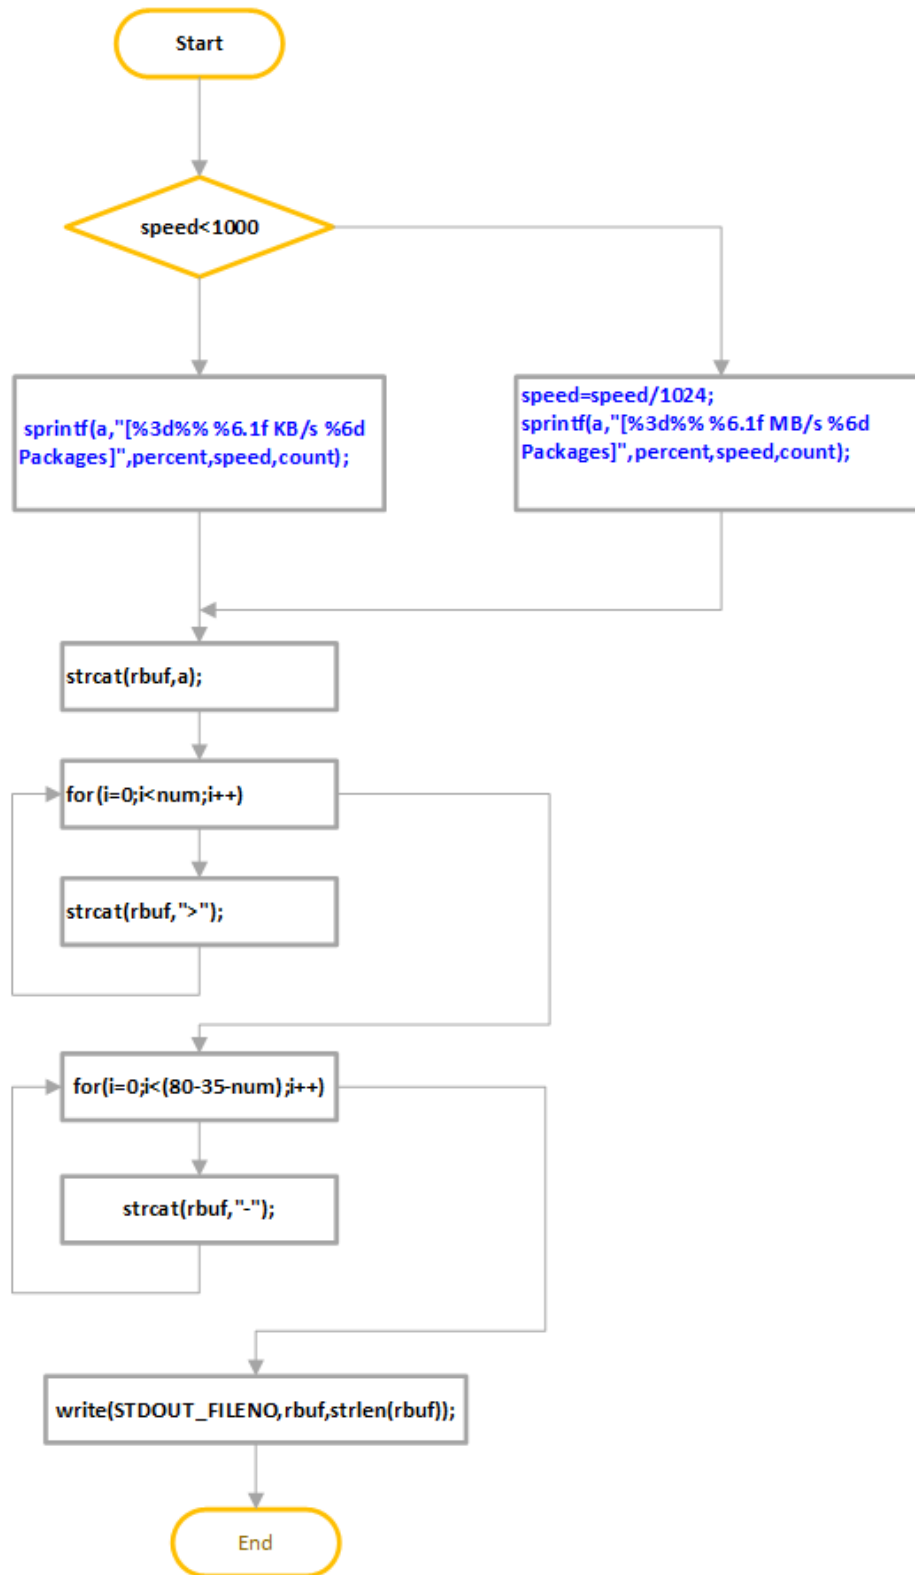 Start
speed<1000
sprintf(a,"[%3d%% %6.1f KB/s %6d
Packages]",percent,speed,count);
speed=speed/1024;
sprintf(a,"[%3d%% %6.1f MB/s %6d
Packages]",percent,speed,count);
strcat(rbuf,a);
for(i=0;i<num;i++)
strcat(rbuf,">");
for(i=0;i<(80-35-num);i++)
strcat(rbuf,"-");
write(STDOUT_FILENO,rbuf,strlen(rbuf));
End